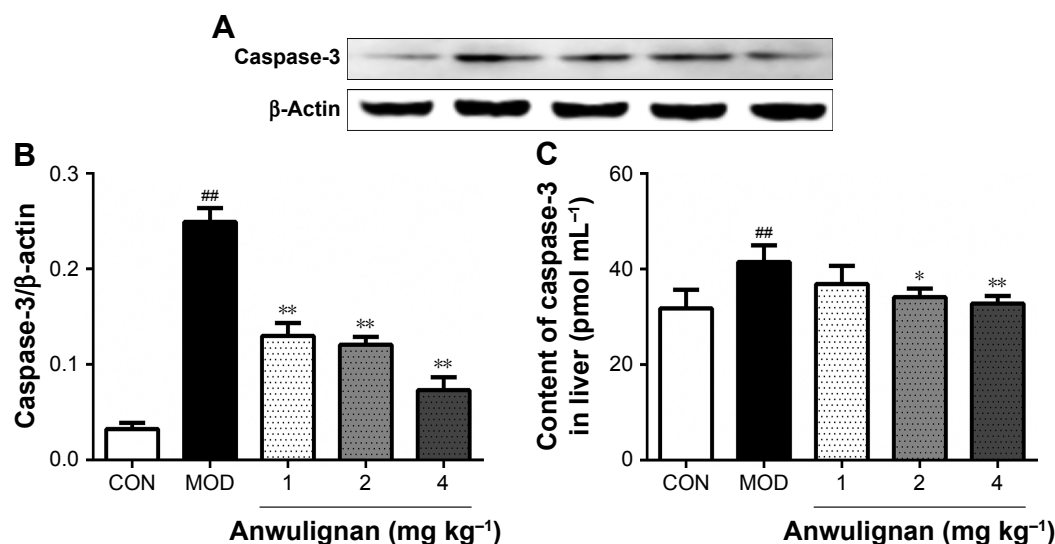 A
Caspase-3
β-Actin
B
Caspase-3/β-actin
0.3
0.2
0.1
0.0
##
**
**
**
CON
MOD
1
2
4
Anwulignan (mg kg⁻¹)
C
Content of caspase-3
in liver (pmol mL⁻¹)
60
40
20
0
##
*
**
CON
MOD
1
2
4
Anwulignan (mg kg⁻¹)